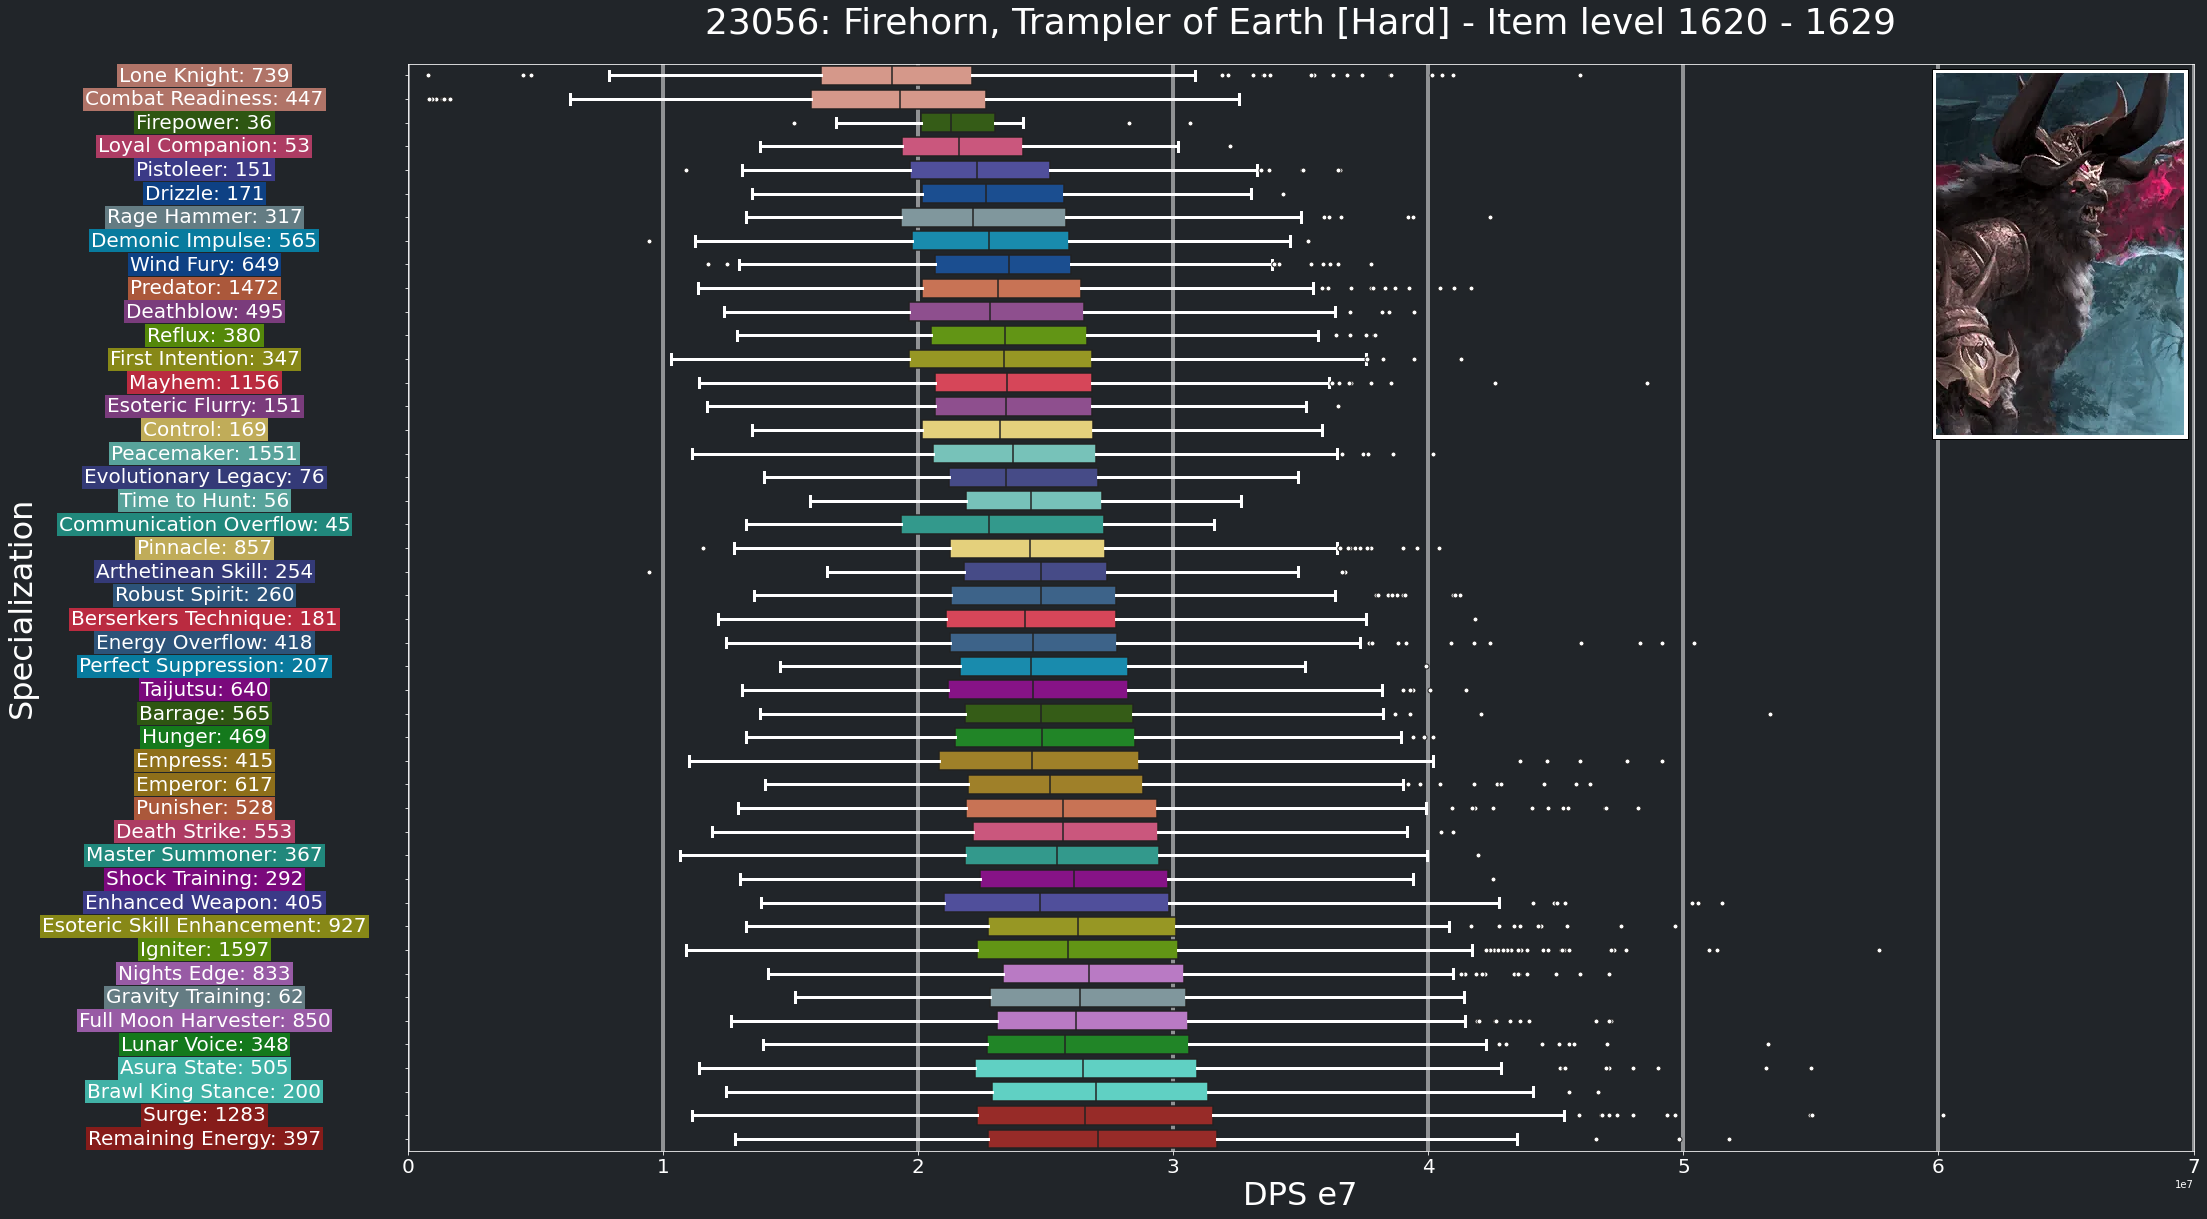 23056: Firehorn, Trampler of Earth [Hard] - Item level 1620 - 1629
Specialization
Lone Knight: 739
Combat Readiness: 447
Firepower: 36
Loyal Companion: 53
Pistoleer: 151
Drizzle: 171
Rage Hammer: 317
Demonic Impulse: 565
Wind Fury: 649
Predator: 1472
Deathblow: 495
Reflux: 380
First Intention: 347
Mayhem: 1156
Esoteric Flurry: 151
Control: 169
Peacemaker: 1551
Evolutionary Legacy: 76
Time to Hunt: 56
Communication Overflow: 45
Pinnacle: 857
Arthetinean Skill: 254
Robust Spirit: 260
Berserkers Technique: 181
Energy Overflow: 418
Perfect Suppression: 207
Taijutsu: 640
Barrage: 565
Hunger: 469
Empress: 415
Emperor: 617
Punisher: 528
Death Strike: 553
Master Summoner: 367
Shock Training: 292
Enhanced Weapon: 405
Esoteric Skill Enhancement: 927
Igniter: 1597
Nights Edge: 833
Gravity Training: 62
Full Moon Harvester: 850
Lunar Voice: 348
Asura State: 505
Brawl King Stance: 200
Surge: 1283
Remaining Energy: 397
0 1 2 3 4 5 6 7
1e7
DPS e7